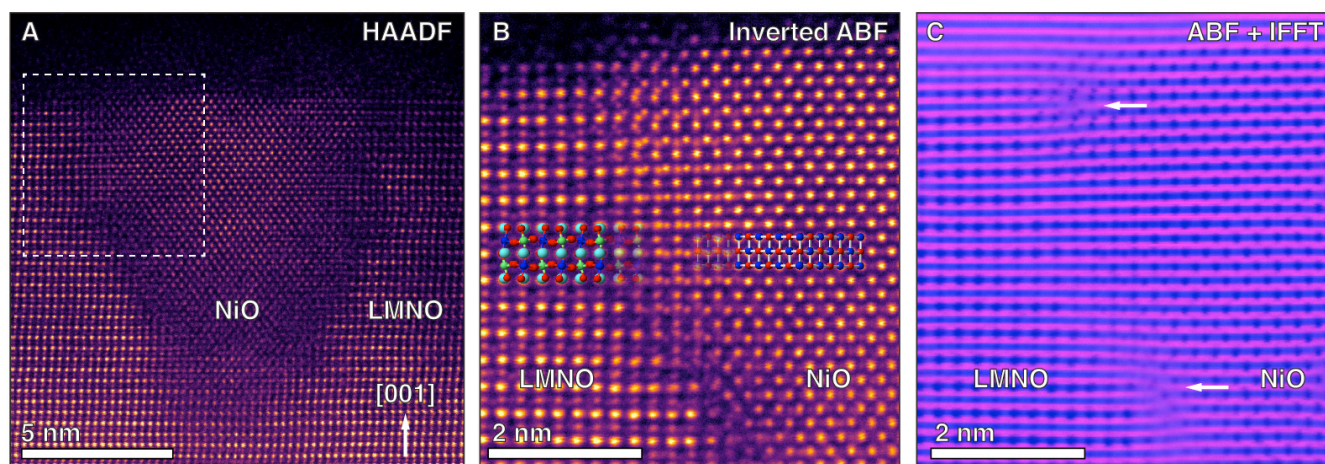 A
HAADF
NiO
LMNO
[001]
5 nm
B
Inverted ABF
LMNO
NiO
2 nm
C
ABF + IFFT
LMNO
NiO
2 nm